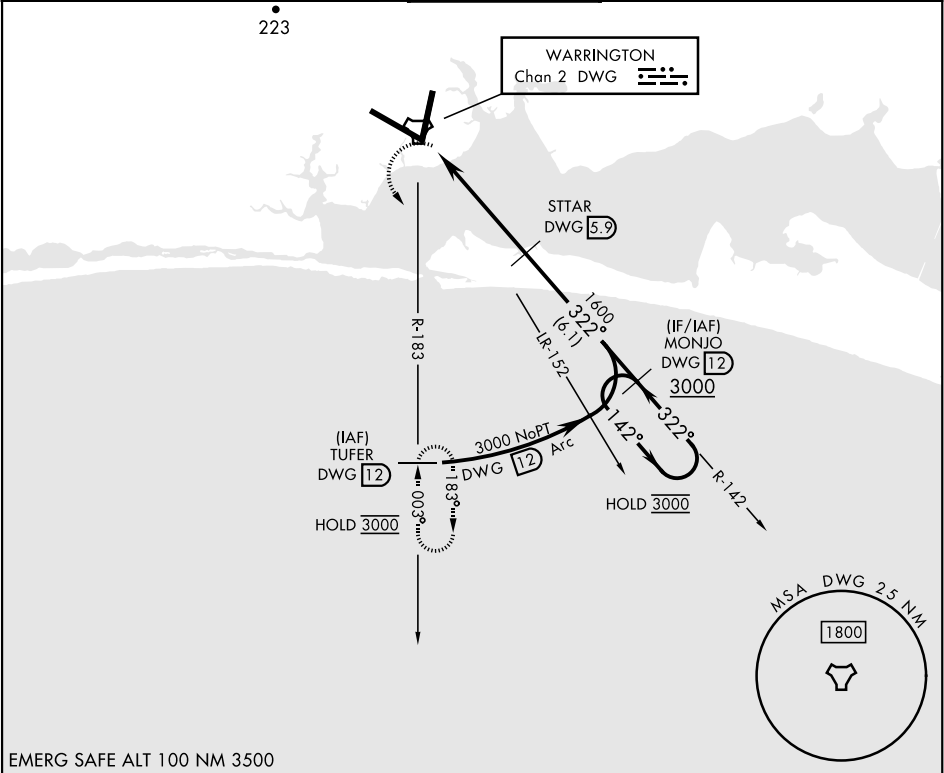 223
WARRINGTON
Chan 2 DWG
STTAR
DWG 5.9
1600
322°
(6.1)
(IF/IAF)
MONJO
DWG 12
3000
R-183
LR-152
(IAF)
TUFER
DWG 12
3000 NoPT
DWG 12 Arc
142°
322°
R-142
183°
003°
HOLD 3000
HOLD 3000
MSA DWG 25 NM
1800
EMERG SAFE ALT 100 NM 3500